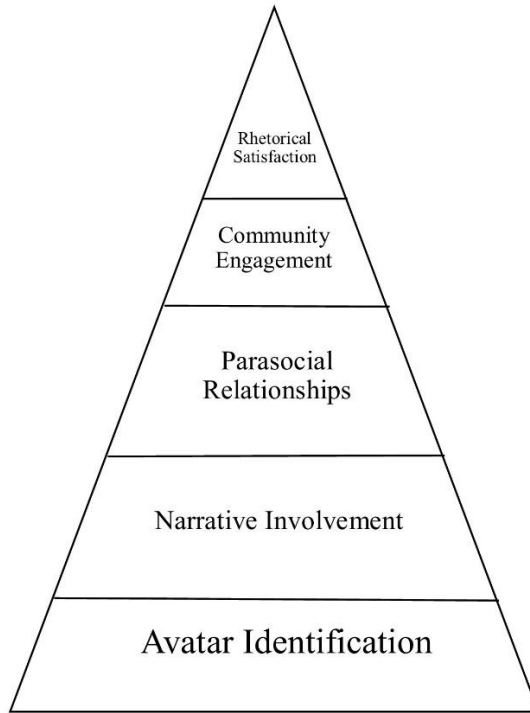 Rhetorical
Satisfaction
Community
Engagement
Parasocial
Relationships
Narrative Involvement
Avatar Identification